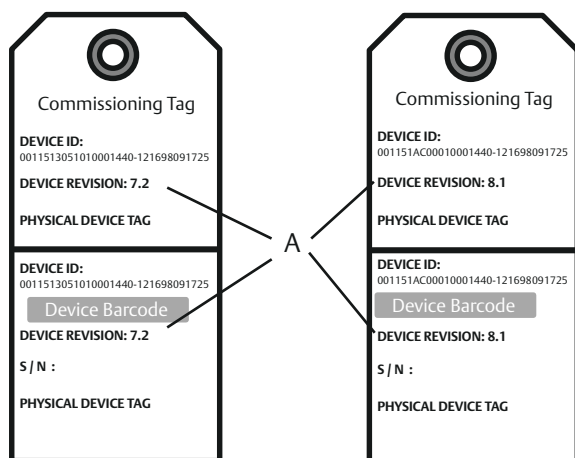 Commissioning Tag
DEVICE ID:
0011513051010001440-121698091725
DEVICE REVISION: 7.2
PHYSICAL DEVICE TAG
DEVICE ID:
0011513051010001440-121698091725
Device Barcode
DEVICE REVISION: 7.2
S / N :
PHYSICAL DEVICE TAG
A
Commissioning Tag
DEVICE ID:
001151AC00010001440-121698091725
DEVICE REVISION: 8.1
PHYSICAL DEVICE TAG
DEVICE ID:
001151AC00010001440-121698091725
Device Barcode
DEVICE REVISION: 8.1
S / N :
PHYSICAL DEVICE TAG